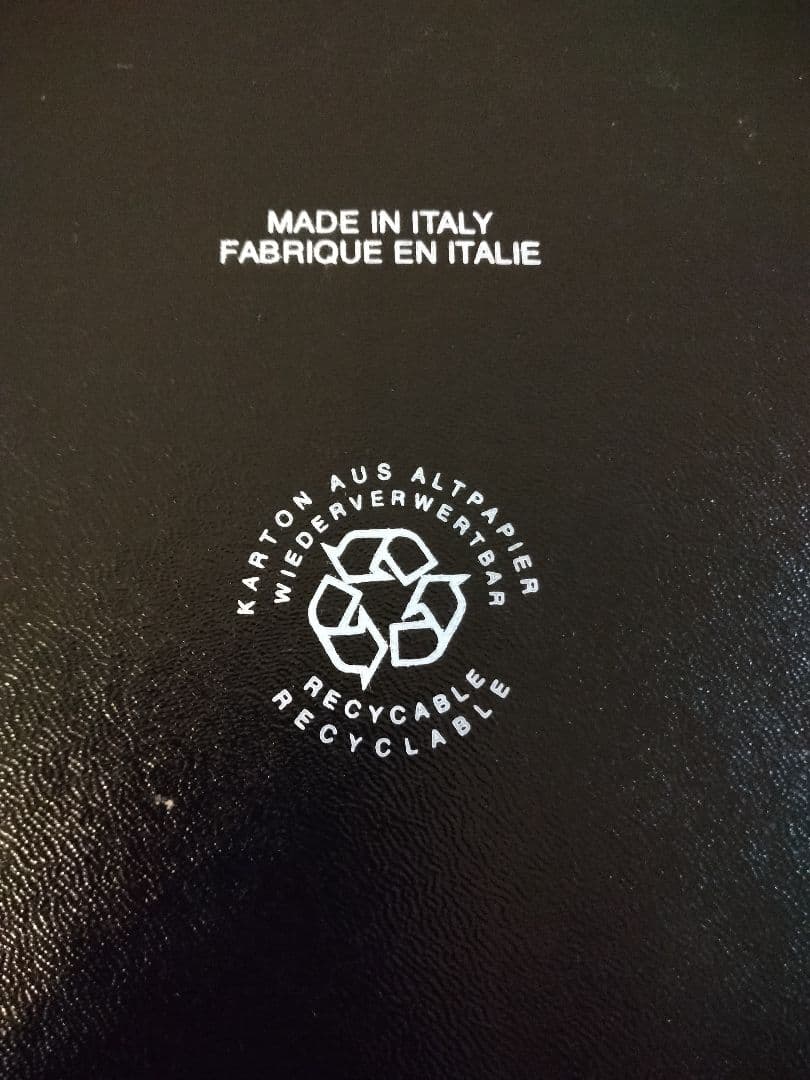 MADE IN ITALY
FABRIQUE EN ITALIE
KARTON AUS ALTPAPIER
WIEDERVERWERTBAR
RECYCABLE
RECYCLABLE